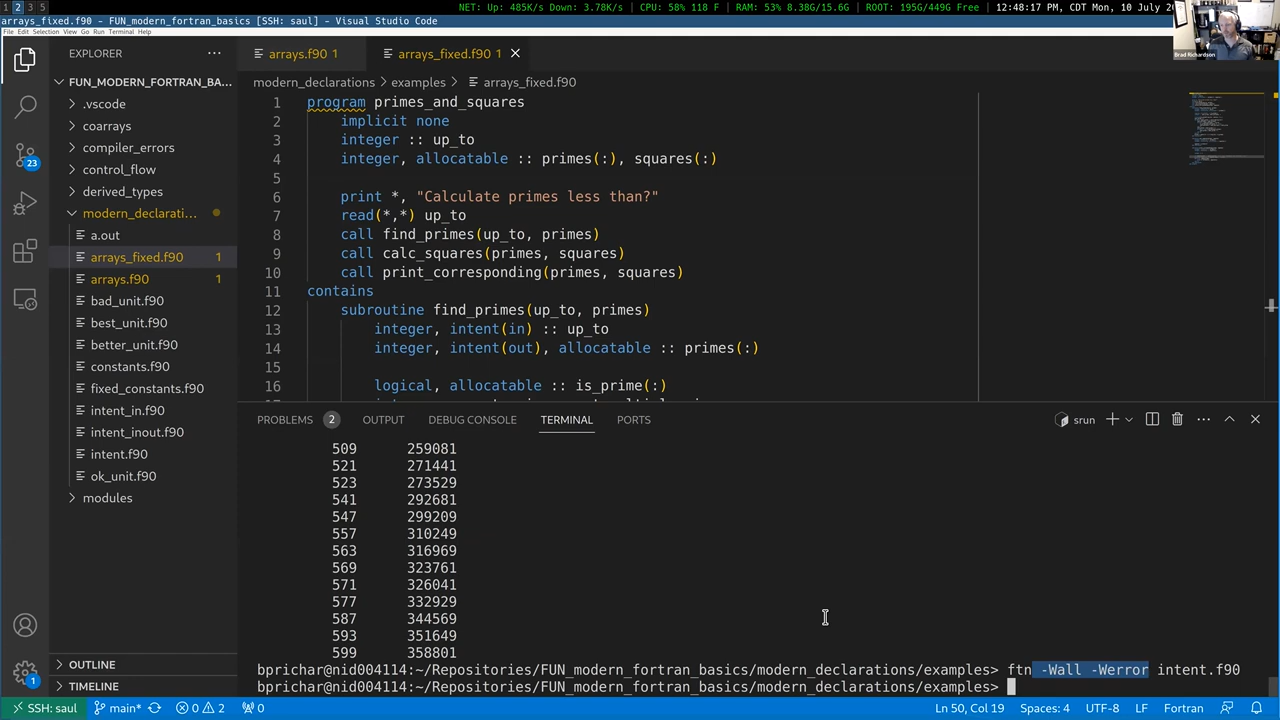 1 2 3 5
NET: Up: 485K/s Down: 3.78K/s | CPU: 58% 118 F | RAM: 53% 8.38G/15.6G | ROOT: 195G/449G Free | 12:48:17 PM, CDT Mon, 10 July 20
arrays_fixed.f90 - FUN_modern_fortran_basics [SSH: saul] - Visual Studio Code
File Edit Selection View Go Run Terminal Help
Brad Richardson
EXPLORER ···
arrays.f90 1 arrays_fixed.f90 1
FUN_MODERN_FORTRAN_BA...
modern_declarations > examples > arrays_fixed.f90
.vscode
coarrays
compiler_errors
control_flow
derived_types
modern_declarati...
a.out
arrays_fixed.f90 1
arrays.f90 1
bad_unit.f90
best_unit.f90
better_unit.f90
constants.f90
fixed_constants.f90
intent_in.f90
intent_inout.f90
intent.f90
ok_unit.f90
modules
OUTLINE
TIMELINE
23
1
1 program primes_and_squares
2 implicit none
3 integer :: up_to
4 integer, allocatable :: primes(:), squares(:)
5
6 print *, "Calculate primes less than?"
7 read(*,*) up_to
8 call find_primes(up_to, primes)
9 call calc_squares(primes, squares)
10 call print_corresponding(primes, squares)
11 contains
12 subroutine find_primes(up_to, primes)
13 integer, intent(in) :: up_to
14 integer, intent(out), allocatable :: primes(:)
15
16 logical, allocatable :: is_prime(:)
PROBLEMS 2 OUTPUT DEBUG CONSOLE TERMINAL PORTS
srun
509 259081
521 271441
523 273529
541 292681
547 299209
557 310249
563 316969
569 323761
571 326041
577 332929
587 344569
593 351649
599 358801
bprichar@nid004114:~/Repositories/FUN_modern_fortran_basics/modern_declarations/examples> ftn -Wall -Werror intent.f90
bprichar@nid004114:~/Repositories/FUN_modern_fortran_basics/modern_declarations/examples>
SSH: saul main* 0 2 0 Ln 50, Col 19 Spaces: 4 UTF-8 LF Fortran